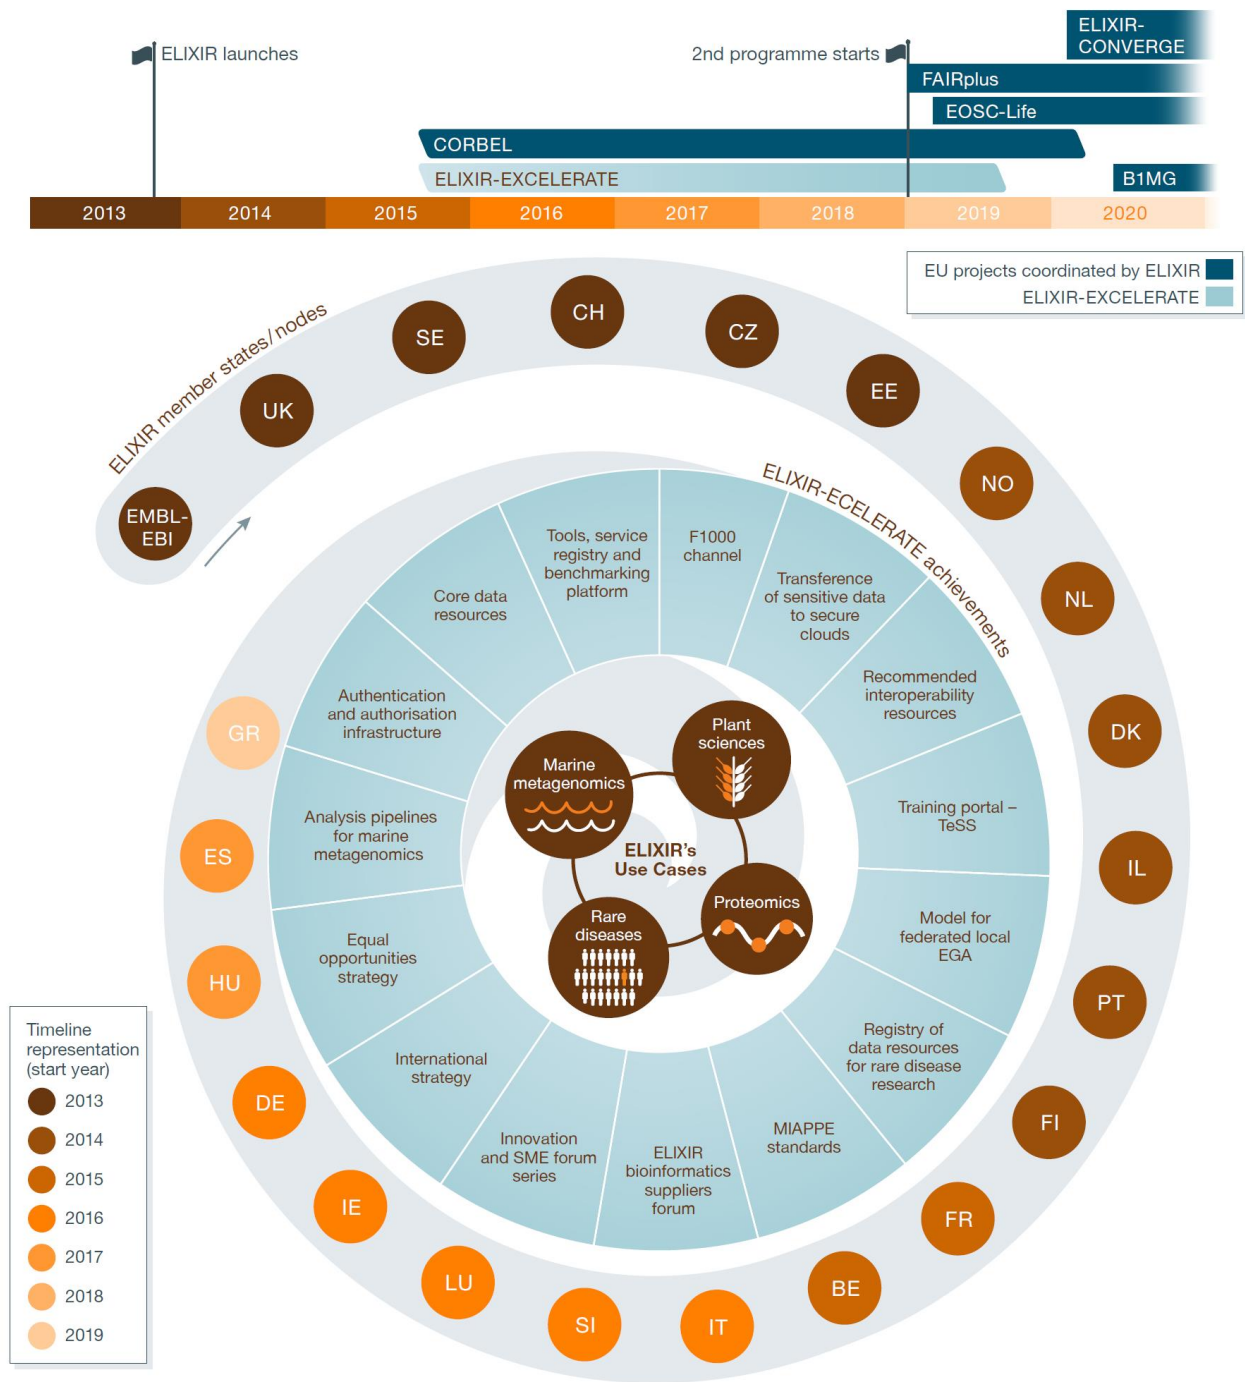 ELIXIR launches
2nd programme starts
ELIXIR-
CONVERGE
FAIRplus
EOSC-Life
CORBEL
ELIXIR-EXCELERATE
B1MG
2013
2014
2015
2016
2017
2018
2019
2020
EU projects coordinated by ELIXIR
ELIXIR-EXCELERATE
ELIXIR member states/nodes
EMBL-
EBI
UK
SE
CH
CZ
EE
NO
NL
DK
IL
PT
FI
FR
BE
IT
SI
LU
IE
DE
HU
ES
GR
ELIXIR-ECELERATE achievements
Tools, service
registry and
benchmarking
platform
F1000
channel
Transference
of sensitive data
to secure
clouds
Recommended
interoperability
resources
Training portal –
TeSS
Model for
federated local
EGA
Registry of
data resources
for rare disease
research
MIAPPE
standards
ELIXIR
bioinformatics
suppliers
forum
Innovation
and SME forum
series
International
strategy
Equal
opportunities
strategy
Analysis pipelines
for marine
metagenomics
Authentication
and authorisation
infrastructure
Core data
resources
Marine
metagenomics
Plant
sciences
ELIXIR's
Use Cases
Proteomics
Rare
diseases
Timeline
representation
(start year)
2013
2014
2015
2016
2017
2018
2019